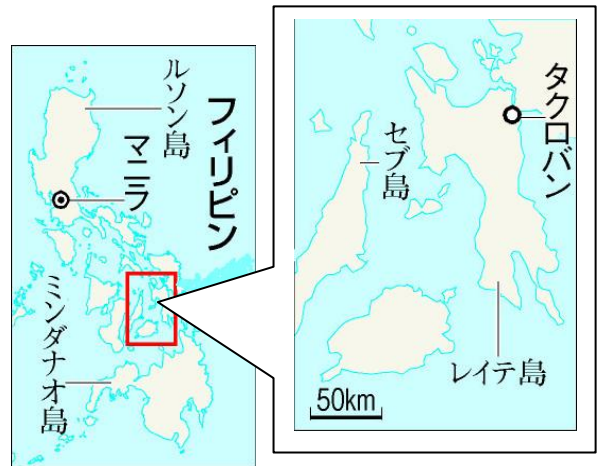 フィリピン
ルソン島
マニラ
ミンダナオ島
タクロバン
セブ島
レイテ島
50km